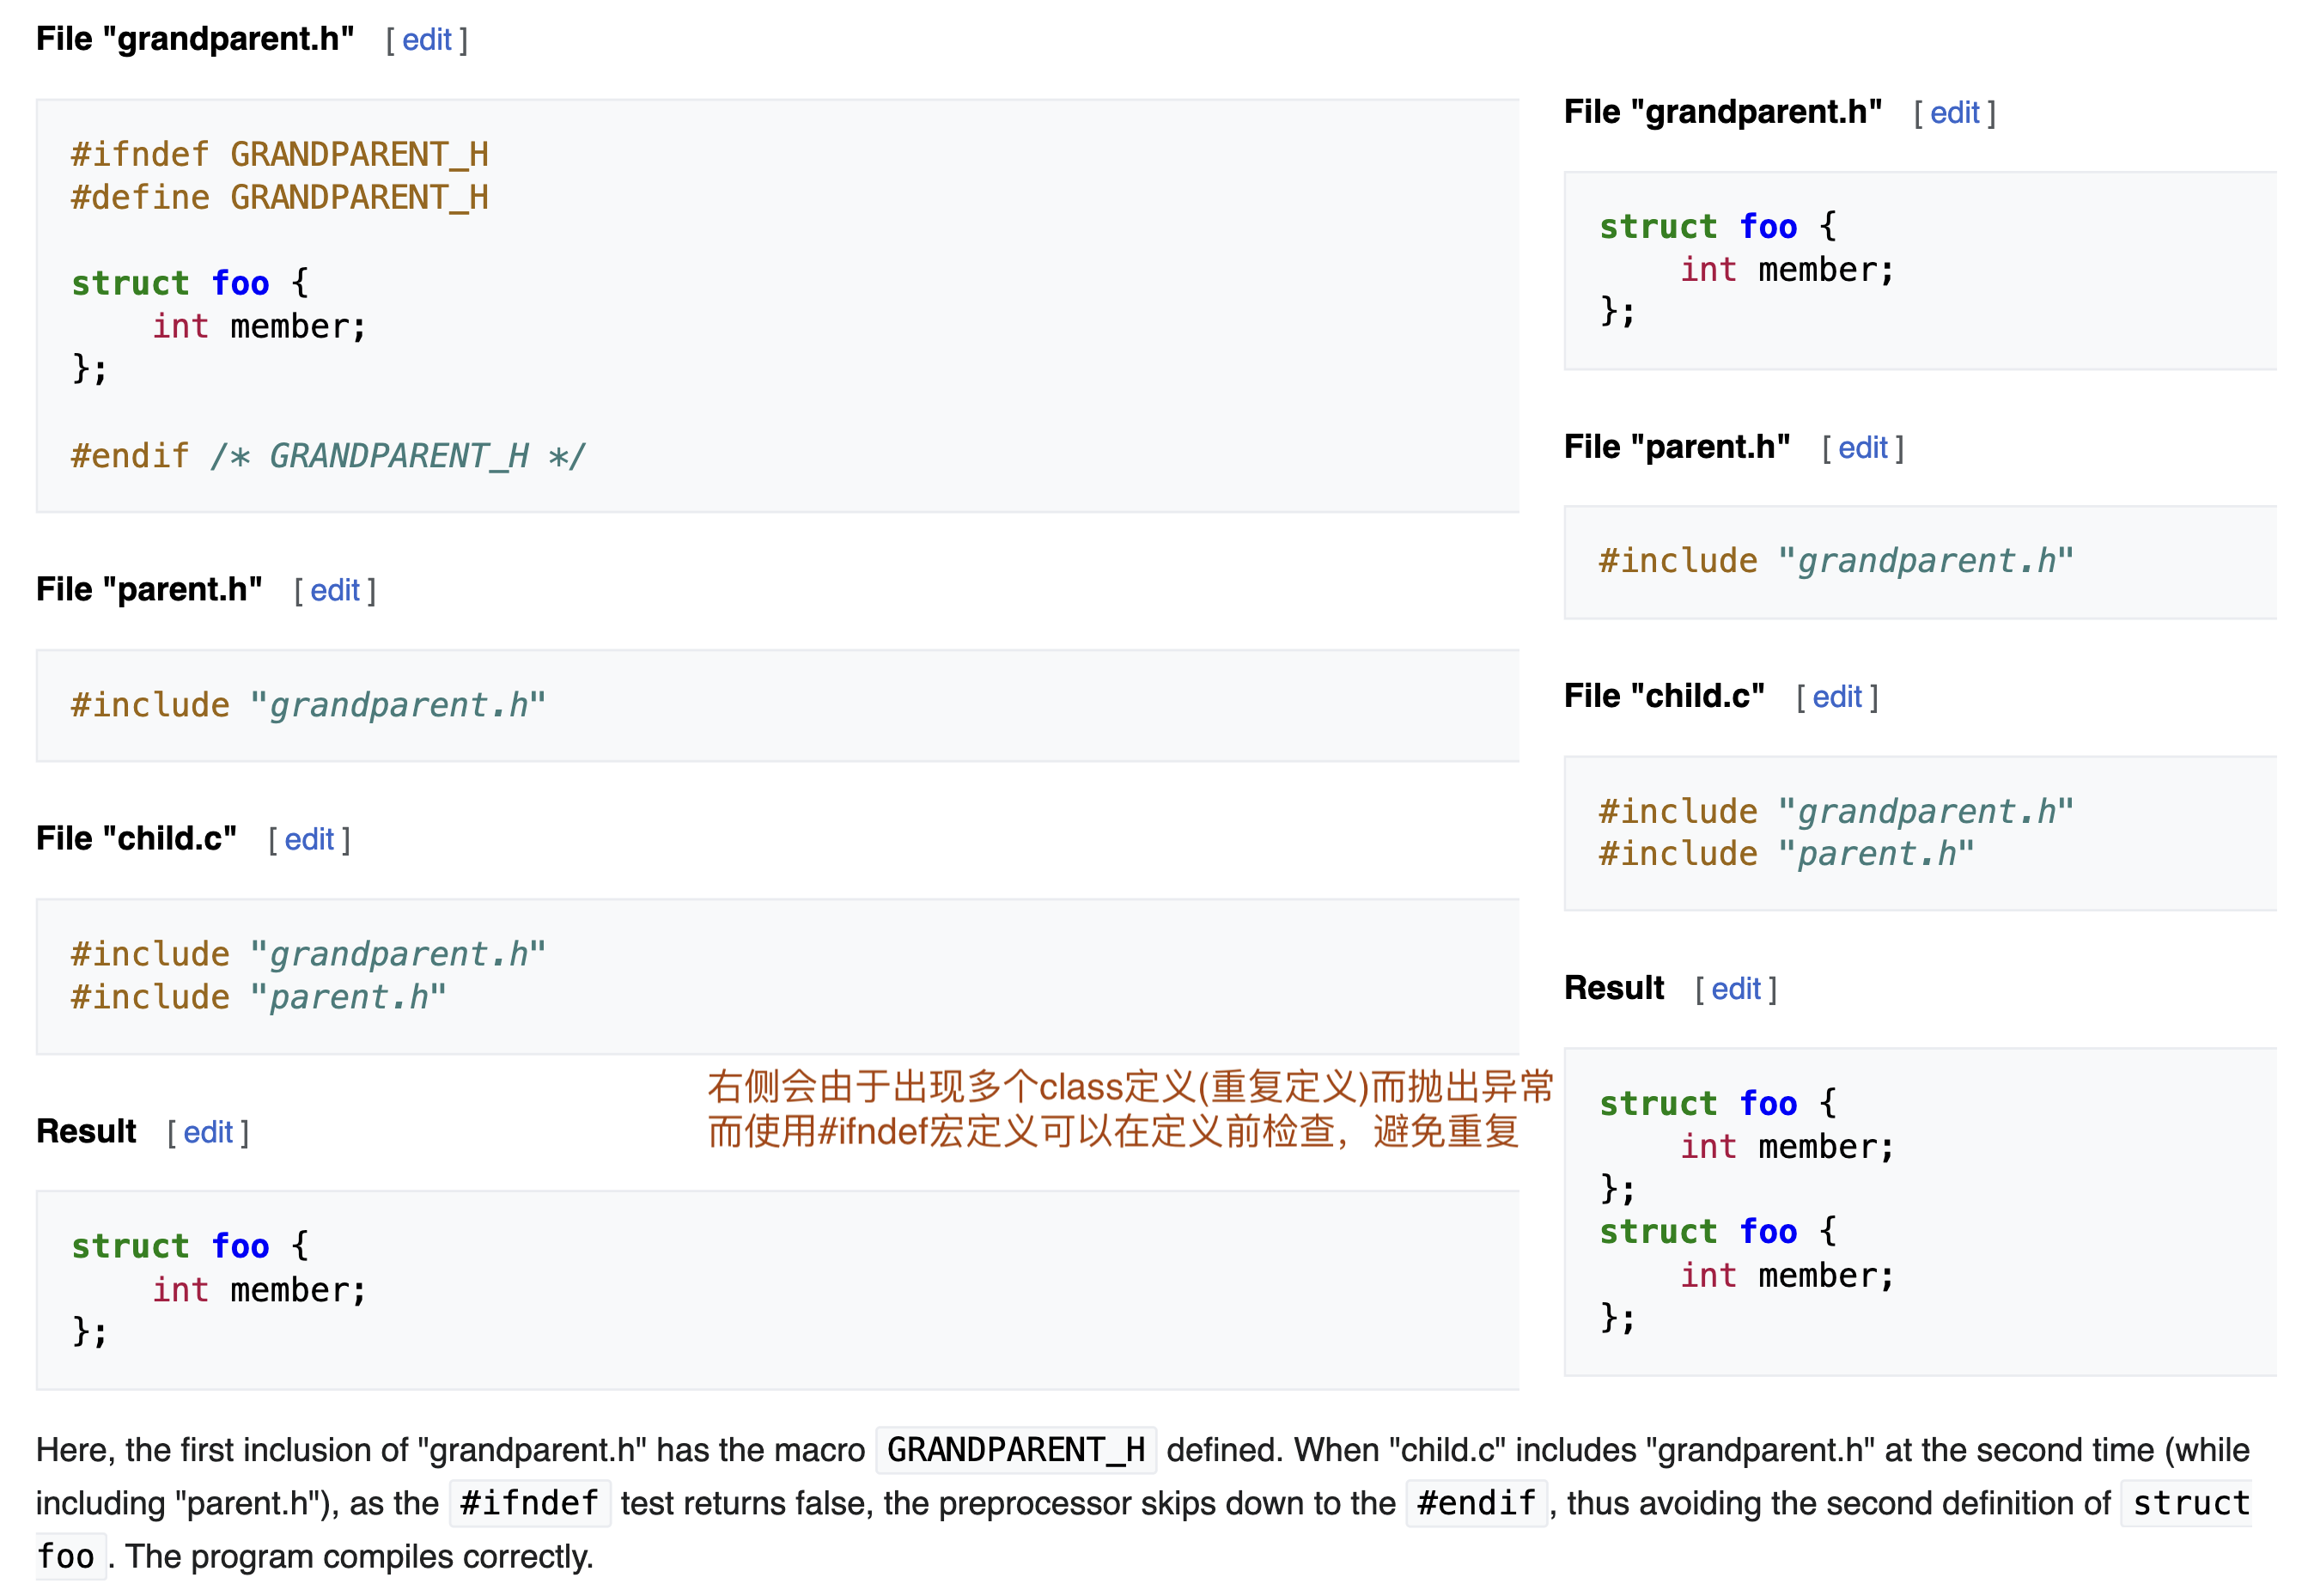 File "grandparent.h" [ edit ]
#ifndef GRANDPARENT_H
#define GRANDPARENT_H
struct foo {
    int member;
};
#endif /* GRANDPARENT_H */
File "parent.h" [ edit ]
#include "grandparent.h"
File "child.c" [ edit ]
#include "grandparent.h"
#include "parent.h"
右侧会由于出现多个class定义(重复定义)而抛出异常
而使用#ifndef宏定义可以在定义前检查，避免重复
Result [ edit ]
struct foo {
    int member;
};
File "grandparent.h" [ edit ]
struct foo {
    int member;
};
File "parent.h" [ edit ]
#include "grandparent.h"
File "child.c" [ edit ]
#include "grandparent.h"
#include "parent.h"
Result [ edit ]
struct foo {
    int member;
};
struct foo {
    int member;
};
Here, the first inclusion of "grandparent.h" has the macro GRANDPARENT_H defined. When "child.c" includes "grandparent.h" at the second time (while
including "parent.h"), as the #ifndef test returns false, the preprocessor skips down to the #endif, thus avoiding the second definition of struct
foo. The program compiles correctly.